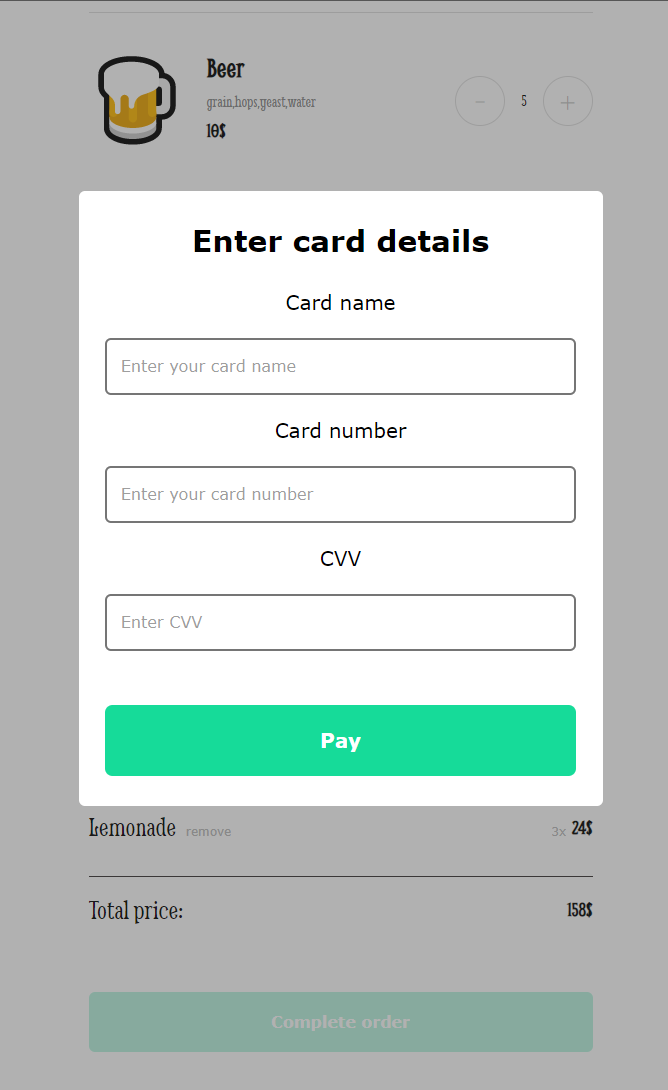 Beer
grain,hops,yeast,water
10$
- 5 +
Enter card details
Card name
Enter your card name
Card number
Enter your card number
CVV
Enter CVV
Pay
Lemonade remove 3x 24$
Total price: 158$
Complete order